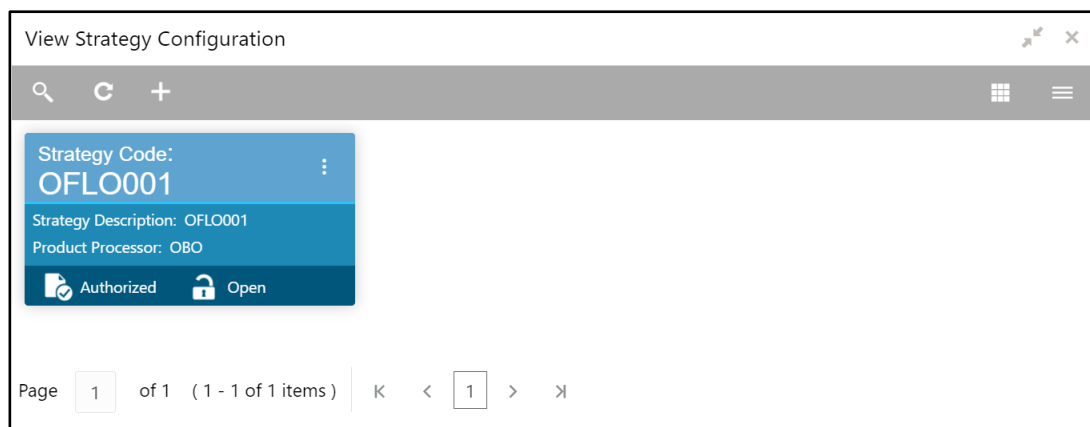 View Strategy Configuration
Strategy Code:
OFLO001
Strategy Description: OFLO001
Product Processor: OBO
Authorized Open
Page 1 of 1 ( 1 - 1 of 1 items ) 1